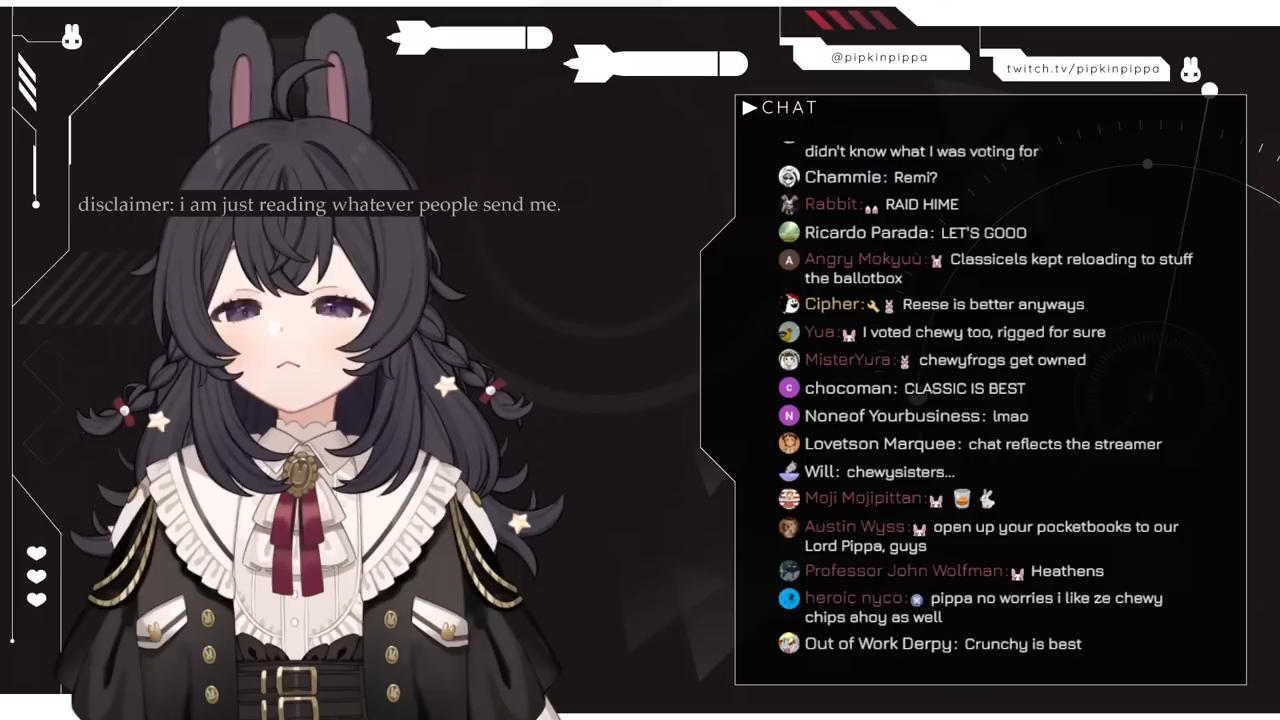 @pipkinpippa
twitch.tv/pipkinpippa
▶CHAT
didn't know what I was voting for
Chammie: Remi?
Rabbit: RAID HIME
disclaimer: i am just reading whatever people send me.
Ricardo Parada: LET'S GOOO
Angry Mokyuù: Classicels kept reloading to stuff
the ballotbox
Cipher: Reese is better anyways
Yua: I voted chewy too, rigged for sure
MisterYura: chewyfrogs get owned
chocoman: CLASSIC IS BEST
Noneof Yourbusiness: lmao
Lovetson Marquee: chat reflects the streamer
Will: chewysisters...
Moji Mojipittan: 🥃 🐇
Austin Wyss: open up your pocketbooks to our
Lord Pippa, guys
Professor John Wolfman: Heathens
heroic nyco: pippa no worries i like ze chewy
chips ahoy as well
Out of Work Derpy: Crunchy is best